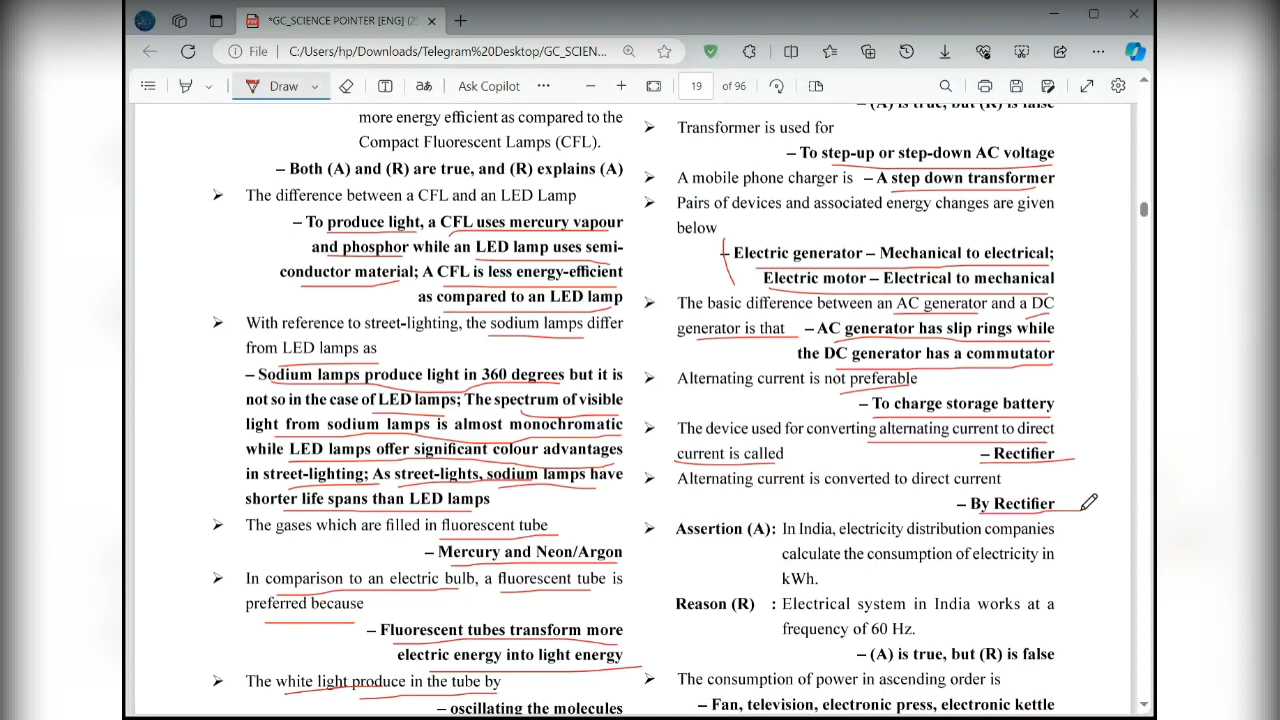 *GC_SCIENCE POINTER [ENG] (2)
File
C:/Users/hp/Downloads/Telegram%20Desktop/GC_SCIEN...
Draw
aあ
Ask Copilot
19
of 96
more energy efficient as compared to the
Compact Fluorescent Lamps (CFL).
– Both (A) and (R) are true, and (R) explains (A)
The difference between a CFL and an LED Lamp
– To produce light, a CFL uses mercury vapour
and phosphor while an LED lamp uses semi-
conductor material; A CFL is less energy-efficient
as compared to an LED lamp
With reference to street-lighting, the sodium lamps differ
from LED lamps as
– Sodium lamps produce light in 360 degrees but it is
not so in the case of LED lamps; The spectrum of visible
light from sodium lamps is almost monochromatic
while LED lamps offer significant colour advantages
in street-lighting; As street-lights, sodium lamps have
shorter life spans than LED lamps
The gases which are filled in fluorescent tube
– Mercury and Neon/Argon
In comparison to an electric bulb, a fluorescent tube is
preferred because
– Fluorescent tubes transform more
electric energy into light energy
The white light produce in the tube by
– oscillating the molecules
– (A) is true, but (R) is false
Transformer is used for
– To step-up or step-down AC voltage
A mobile phone charger is – A step down transformer
Pairs of devices and associated energy changes are given
below
– Electric generator – Mechanical to electrical;
Electric motor – Electrical to mechanical
The basic difference between an AC generator and a DC
generator is that – AC generator has slip rings while
the DC generator has a commutator
Alternating current is not preferable
– To charge storage battery
The device used for converting alternating current to direct
current is called – Rectifier
Alternating current is converted to direct current
– By Rectifier
Assertion (A): In India, electricity distribution companies
calculate the consumption of electricity in
kWh.
Reason (R) : Electrical system in India works at a
frequency of 60 Hz.
– (A) is true, but (R) is false
The consumption of power in ascending order is
– Fan, television, electronic press, electronic kettle